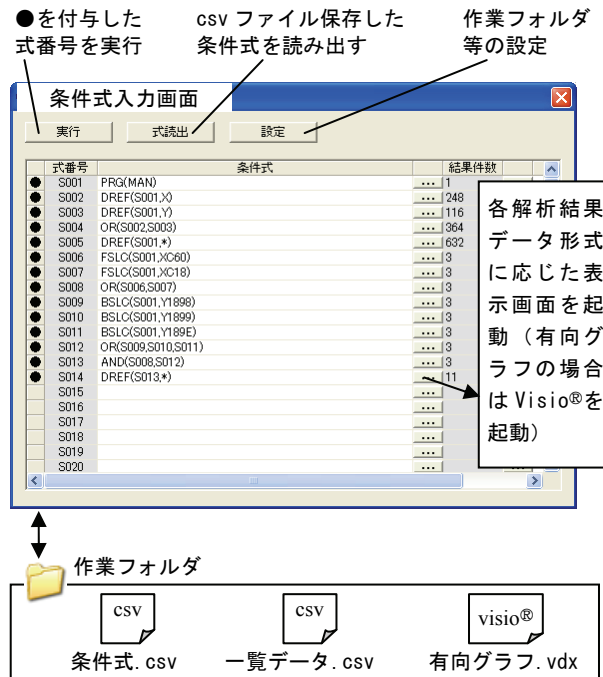 ●を付与した
式番号を実行
csv ファイル保存した
条件式を読み出す
作業フォルダ
等の設定
条件式入力画面
実行
式読出
設定
式番号 条件式 結果件数
● S001 PRG(MAN) ... 1
● S002 DREF(S001,X) ... 248
● S003 DREF(S001,Y) ... 116
● S004 OR(S002,S003) ... 364
● S005 DREF(S001,*) ... 632
● S006 FSLC(S001,XC60) ... 3
● S007 FSLC(S001,XC18) ... 3
● S008 OR(S006,S007) ... 3
● S009 BSLC(S001,Y1898) ... 3
● S010 BSLC(S001,Y1899) ... 3
● S011 BSLC(S001,Y189E) ... 3
● S012 OR(S009,S010,S011) ... 3
● S013 AND(S008,S012) ... 3
● S014 DREF(S013,*) ... 11
S015 ...
S016 ...
S017 ...
S018 ...
S019 ...
S020 ...
各解析結果
データ形式
に応じた表
示画面を起
動（有向グ
ラフの場合
は Visio®を
起動）
作業フォルダ
csv
条件式.csv
csv
一覧データ.csv
visio®
有向グラフ.vdx